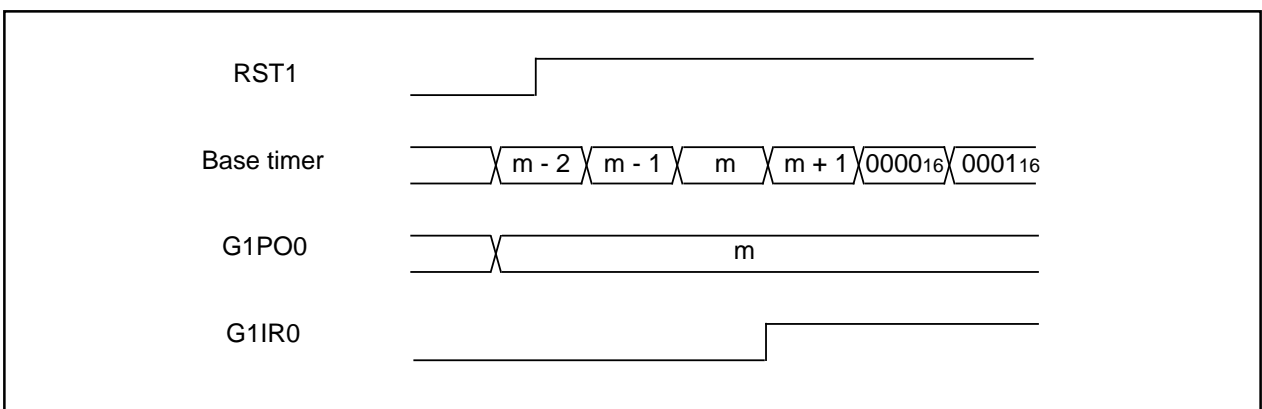 RST1
Base timer m - 2 m - 1 m m + 1 0000₁₆ 0001₁₆
G1PO0 m
G1IR0